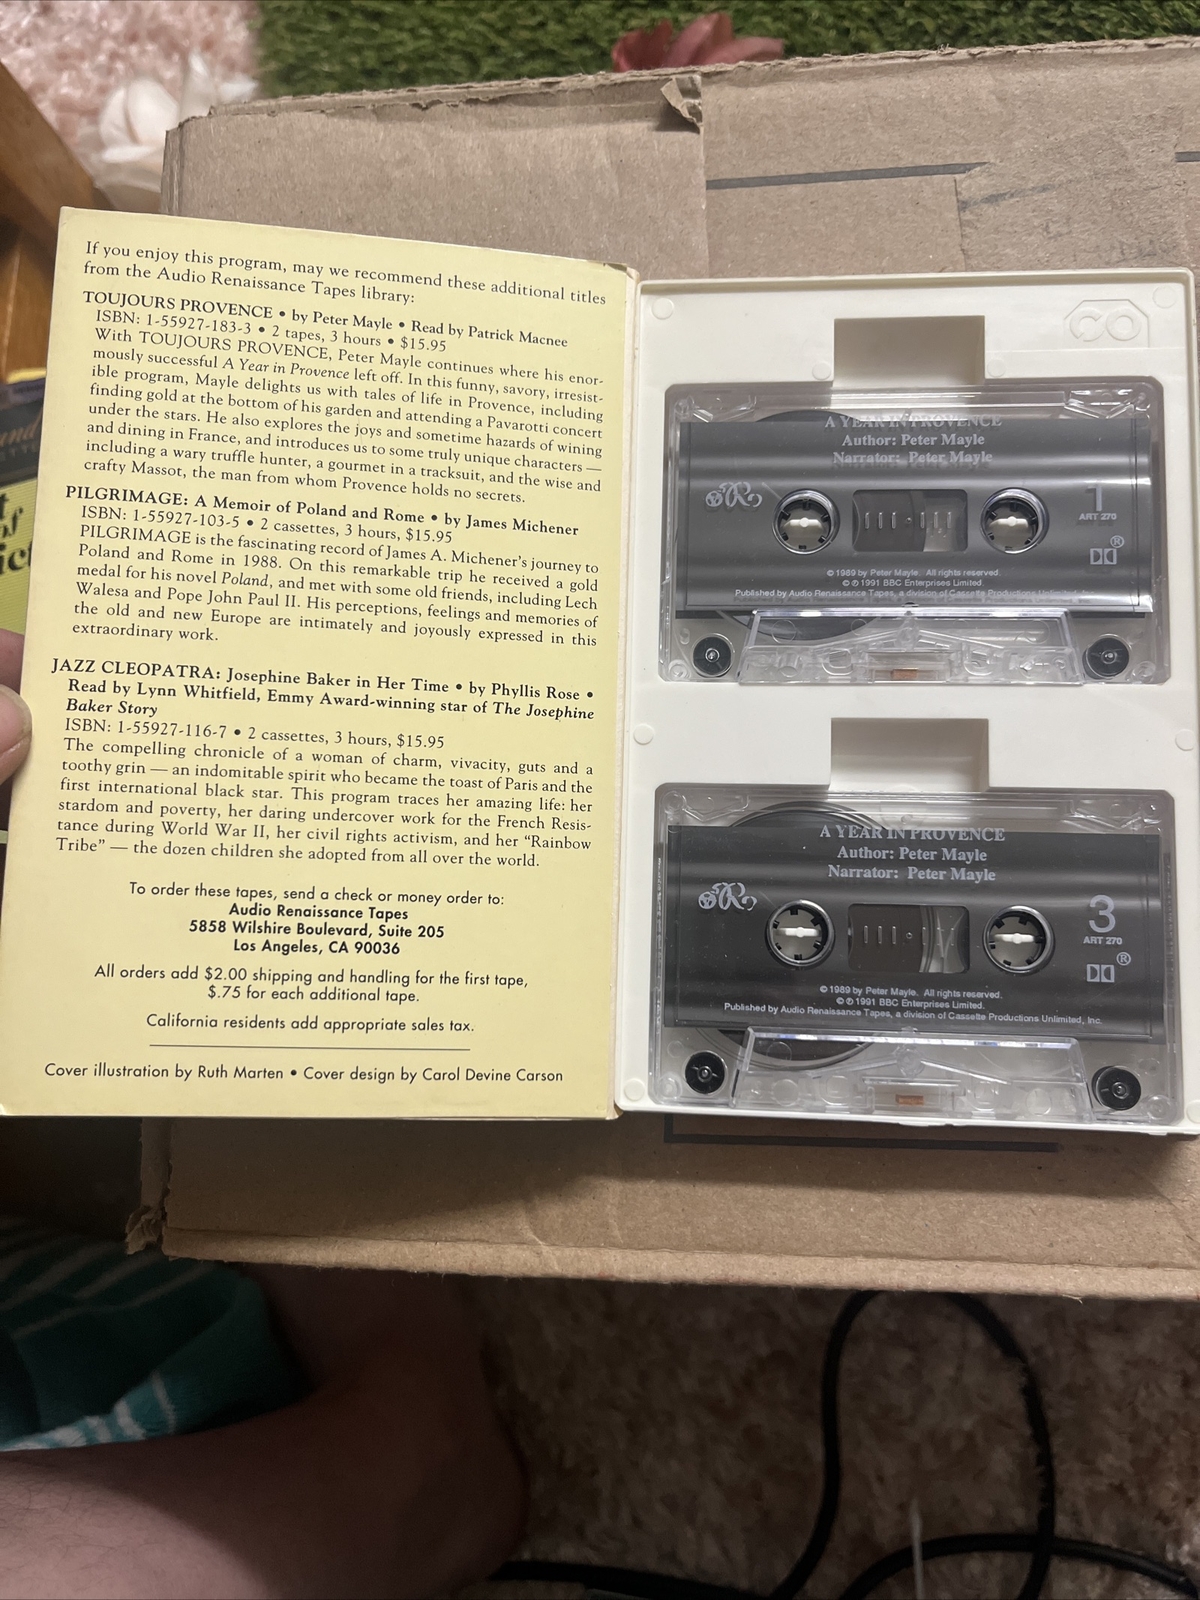 If you enjoy this program, may we recommend these additional titles
from the Audio Renaissance Tapes library:
TOUJOURS PROVENCE • by Peter Mayle • Read by Patrick Macnee
ISBN: 1-55927-183-3 • 2 tapes, 3 hours • $15.95
With TOUJOURS PROVENCE, Peter Mayle continues where his enor-
mously successful A Year in Provence left off. In this funny, savory, irresist-
ible program, Mayle delights us with tales of life in Provence, including
finding gold at the bottom of his garden and attending a Pavarotti concert
under the stars. He also explores the joys and sometime hazards of wining
and dining in France, and introduces us to some truly unique characters —
including a wary truffle hunter, a gourmet in a tracksuit, and the wise and
crafty Massot, the man from whom Provence holds no secrets.
PILGRIMAGE: A Memoir of Poland and Rome • by James Michener
ISBN: 1-55927-103-5 • 2 cassettes, 3 hours, $15.95
PILGRIMAGE is the fascinating record of James A. Michener's journey to
Poland and Rome in 1988. On this remarkable trip he received a gold
medal for his novel Poland, and met with some old friends, including Lech
Walesa and Pope John Paul II. His perceptions, feelings and memories of
the old and new Europe are intimately and joyously expressed in this
extraordinary work.
JAZZ CLEOPATRA: Josephine Baker in Her Time • by Phyllis Rose •
Read by Lynn Whitfield, Emmy Award-winning star of The Josephine
Baker Story
ISBN: 1-55927-116-7 • 2 cassettes, 3 hours, $15.95
The compelling chronicle of a woman of charm, vivacity, guts and a
toothy grin — an indomitable spirit who became the toast of Paris and the
first international black star. This program traces her amazing life: her
stardom and poverty, her daring undercover work for the French Resis-
tance during World War II, her civil rights activism, and her "Rainbow
Tribe" — the dozen children she adopted from all over the world.
To order these tapes, send a check or money order to:
Audio Renaissance Tapes
5858 Wilshire Boulevard, Suite 205
Los Angeles, CA 90036
All orders add $2.00 shipping and handling for the first tape,
$.75 for each additional tape.
California residents add appropriate sales tax.
Cover illustration by Ruth Marten • Cover design by Carol Devine Carson
A YEAR IN PROVENCE
Author: Peter Mayle
Narrator: Peter Mayle
1
ART 270
® 
© 1989 by Peter Mayle. All rights reserved.
© ℗ 1991 BBC Enterprises Limited.
Published by Audio Renaissance Tapes, a division of Cassette Productions Unlimited,
A YEAR IN PROVENCE
Author: Peter Mayle
Narrator: Peter Mayle
3
ART 270
®
© 1989 by Peter Mayle. All rights reserved.
© ℗ 1991 BBC Enterprises Limited.
Published by Audio Renaissance Tapes, a division of Cassette Productions Unlimited, Inc.